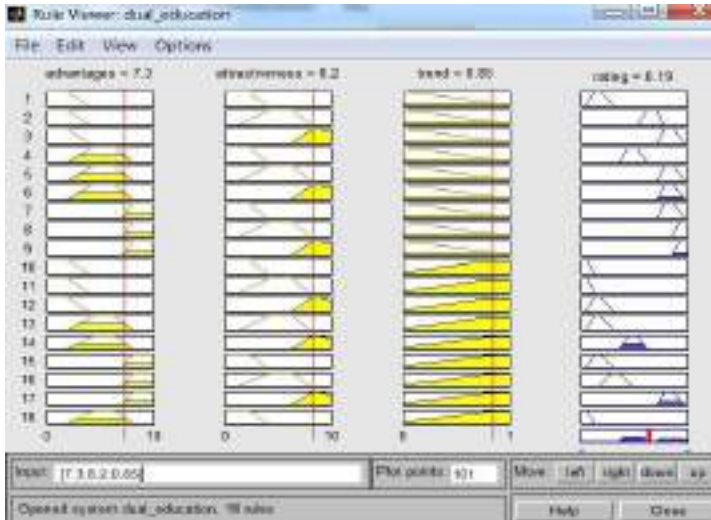 Rule Viewer: dual_education
File Edit View Options
advantages = 7.3
attractiveness = 8.2
trend = 0.85
rating = 6.19
1
2
3
4
5
6
7
8
9
10
11
12
13
14
15
16
17
18
0 10 0 10 0 1
Input: [7.3 8.2 0.85]
Plot points: 101
Move: left right down up
Opened system dual_education, 18 rules
Help Close